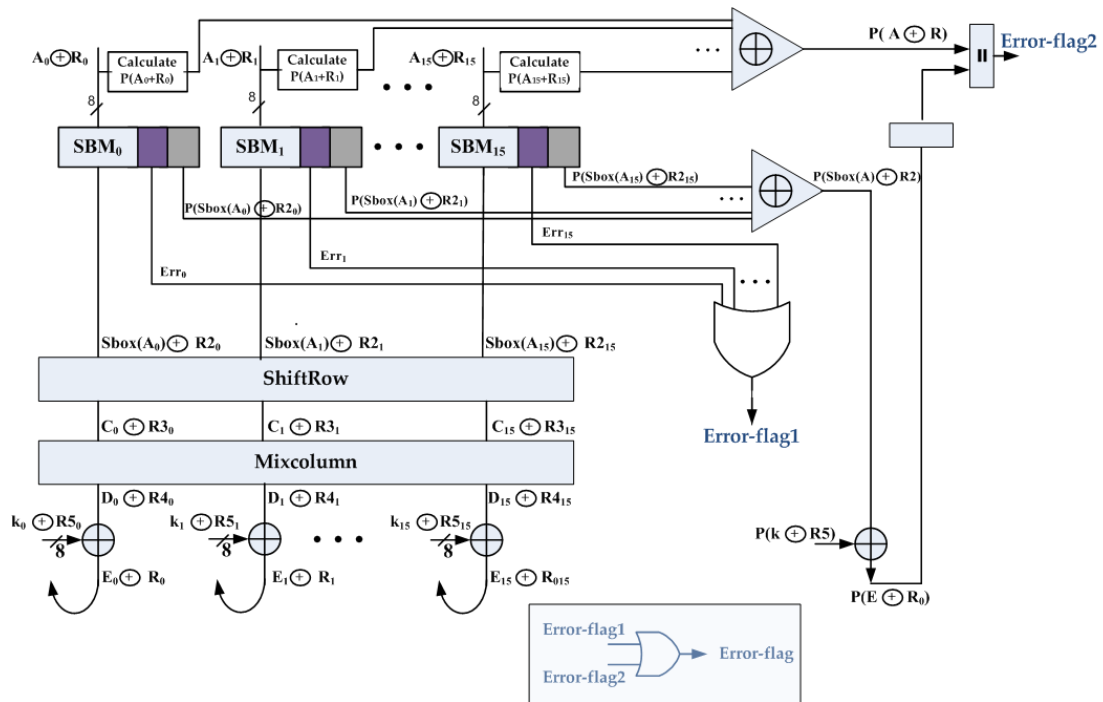 A₀⊕R₀
Calculate
P(A₀+R₀)
A₁⊕R₁
Calculate
P(A₁+R₁)
• • •
A₁₅⊕R₁₅
Calculate
P(A₁₅+R₁₅)
• • •
P( A ⊕ R)
=
Error-flag2
8
8
8
SBM₀
SBM₁
• • •
SBM₁₅
P(Sbox(A₁₅) ⊕R2₁₅)
P(Sbox(A₁) ⊕R2₁)
P(Sbox(A₀) ⊕R2₀)
• • •
P(Sbox(A) ⊕ R2)
Err₁₅
Err₁
Err₀
• • •
Sbox(A₀)⊕ R2₀
Sbox(A₁)⊕ R2₁
Sbox(A₁₅)⊕ R2₁₅
ShiftRow
C₀ ⊕ R3₀
C₁ ⊕ R3₁
C₁₅ ⊕ R3₁₅
Error-flag1
Mixcolumn
D₀ ⊕ R4₀
D₁ ⊕ R4₁
D₁₅ ⊕ R4₁₅
k₀ ⊕ R5₀
8
k₁ ⊕R5₁
8
• • •
k₁₅ ⊕R5₁₅
8
P(k ⊕ R5)
E₀⊕ R₀
E₁⊕ R₁
E₁₅⊕ R₀₁₅
P(E ⊕ R₀)
Error-flag1
Error-flag
Error-flag2